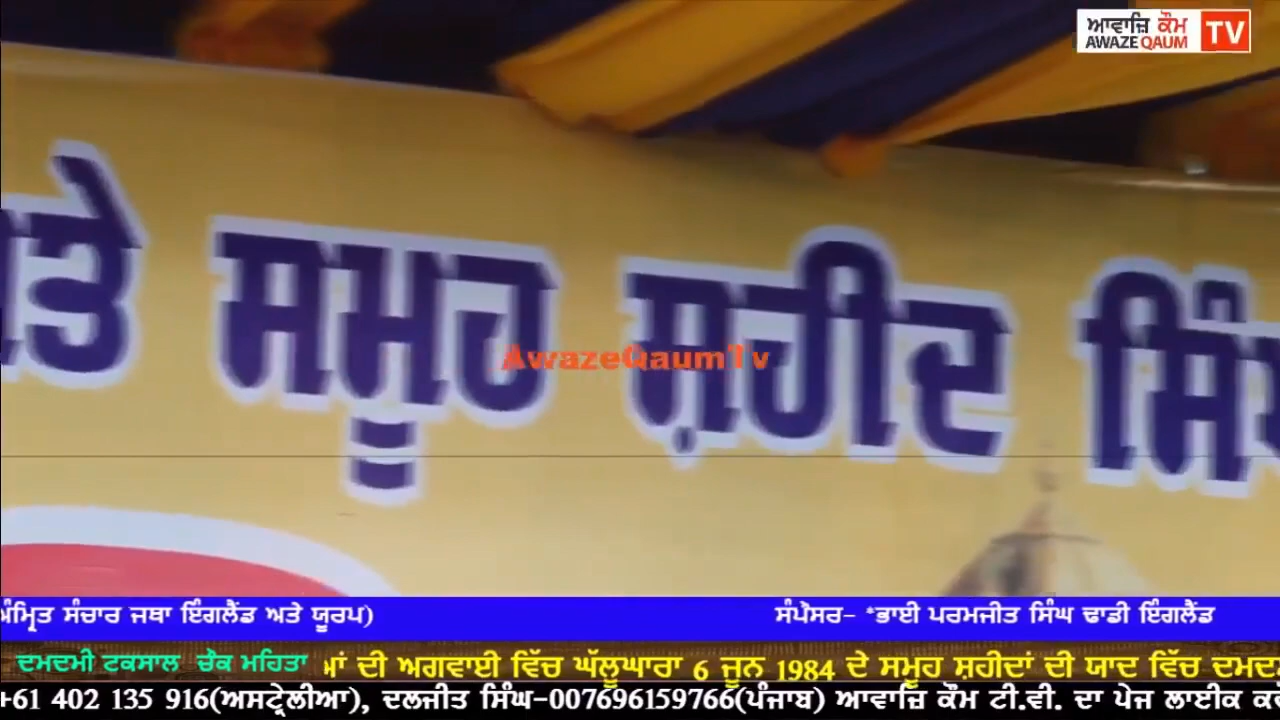 ਆਵਾਜ਼ਿ ਕੌਮ
AWAZE QAUM TV
ਸਮੂਹ ਸ਼ਹੀਦ
AwazeQaumTv
ਸੰਚਾਰ ਜਥਾ ਇੰਗਲੈਂਡ ਅਤੇ ਯੂਰਪ) ਸੰਪੌਸਰ- *ਭਾਈ ਪਰਮਜੀਤ ਸਿੰਘ ਢਾਡੀ ਇੰਗਲੈਂਡ
ਦਮਦਮੀ ਟਕਸਾਲ ਚੌਂਕ ਮਹਿਤਾ ਦੀ ਅਗਵਾਈ ਵਿੱਚ ਘੱਲੂਘਾਰਾ 6 ਜੂਨ 1984 ਦੇ ਸਮੂਹ ਸ਼ਹੀਦਾਂ ਦੀ ਯਾਦ ਵਿੱਚ
+61 402 135 916(ਅਸਟ੍ਰੇਲੀਆ), ਦਲਜੀਤ ਸਿੰਘ-007696159766(ਪੰਜਾਬ) ਆਵਾਜ਼ਿ ਕੌਮ ਟੀ.ਵੀ. ਦਾ ਪੇਜ ਲਾਈਕ